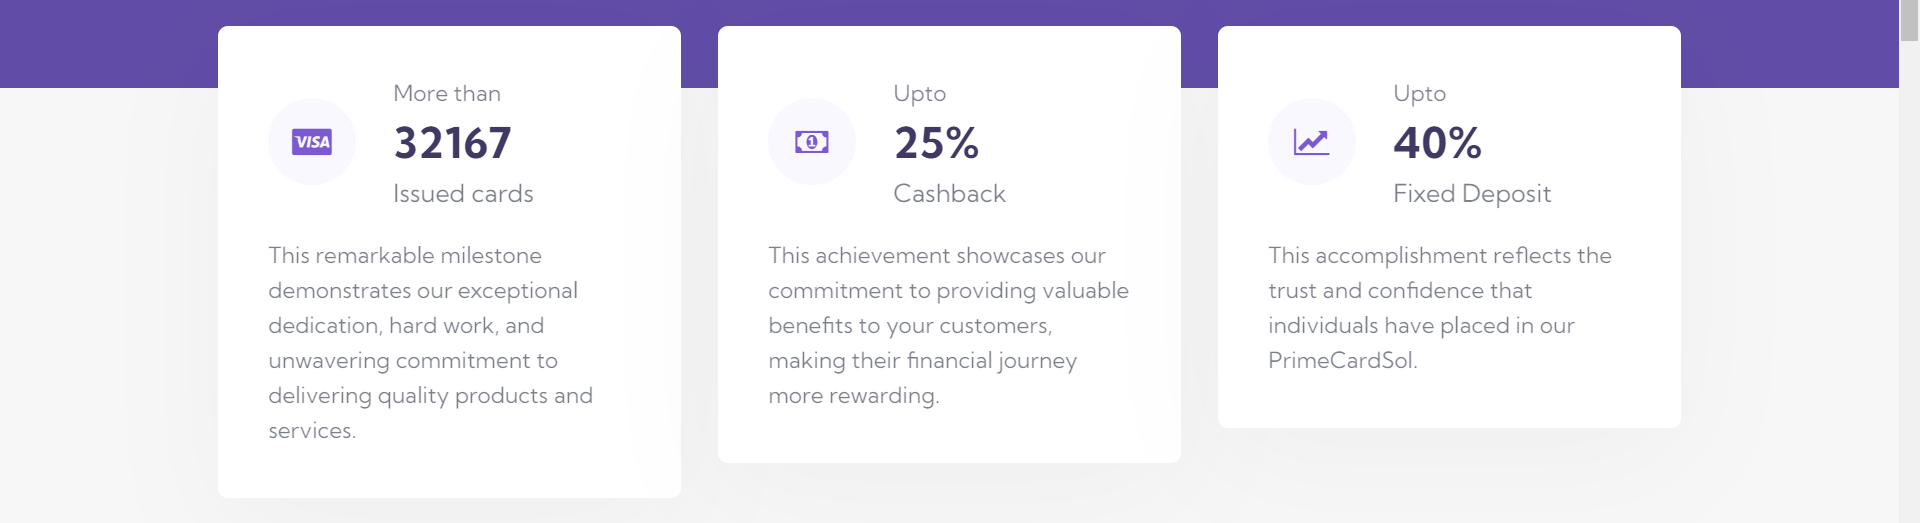 VISA
More than
32167
Issued cards
This remarkable milestone
demonstrates our exceptional
dedication, hard work, and
unwavering commitment to
delivering quality products and
services.
1
Upto
25%
Cashback
This achievement showcases our
commitment to providing valuable
benefits to your customers,
making their financial journey
more rewarding.
Upto
40%
Fixed Deposit
This accomplishment reflects the
trust and confidence that
individuals have placed in our
PrimeCardSol.